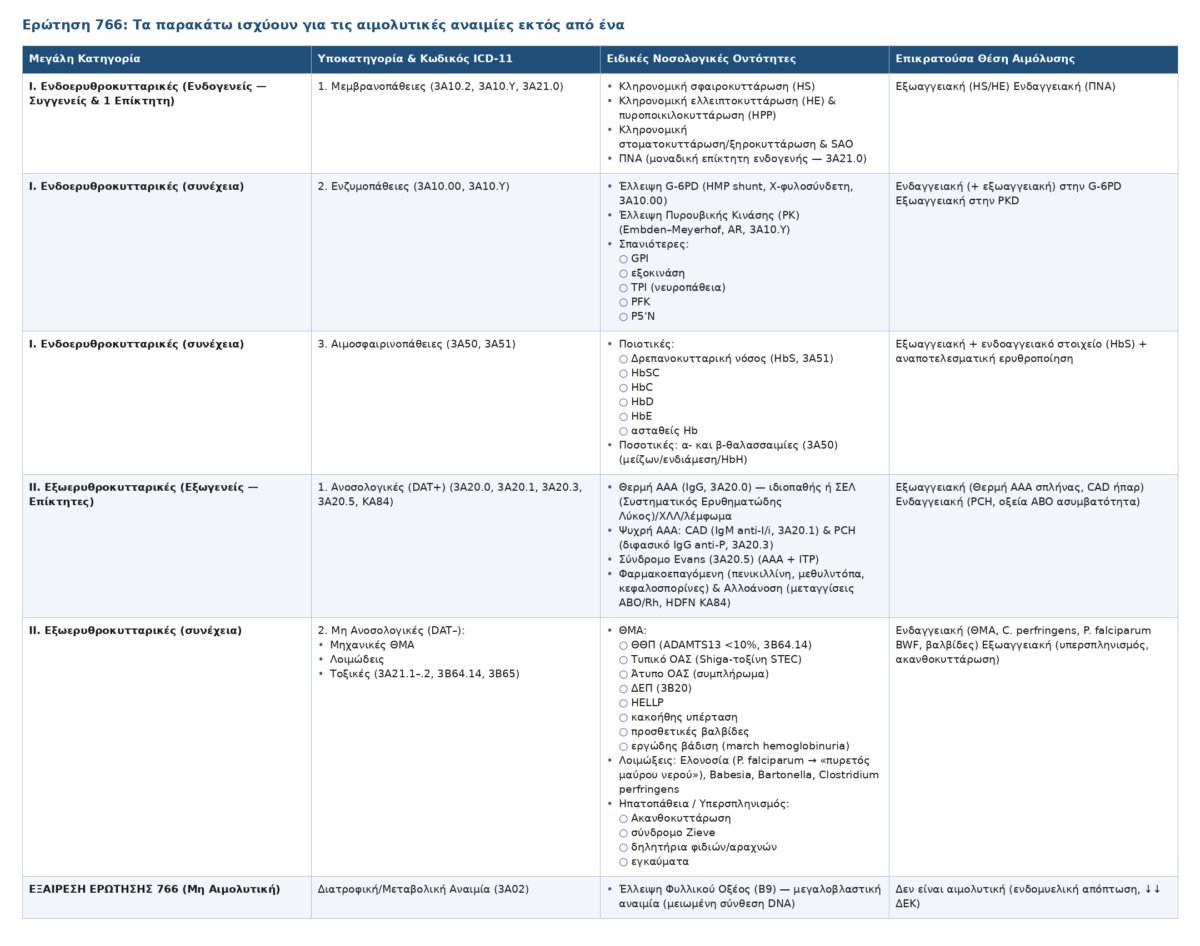 Ερώτηση 766: Τα παρακάτω ισχύουν για τις αιμολυτικές αναιμίες εκτός από ένα
Μεγάλη Κατηγορία
Υποκατηγορία & Κωδικός ICD-11
Ειδικές Νοσολογικές Οντότητες
Επικρατούσα Θέση Αιμόλυσης
I. Ενδοερυθροκυτταρικές (Ενδογενείς —
Συγγενείς & 1 Επίκτητη)
1. Μεμβρανοπάθειες (3A10.2, 3A10.Y, 3A21.0)
• Κληρονομική σφαιροκυττάρωση (HS)
• Κληρονομική ελλειπτοκυττάρωση (HE) &
πυροποικιλοκυττάρωση (HPP)
• Κληρονομική
στοματοκυττάρωση/ξηροκυττάρωση & SAO
• ΠΝΑ (μοναδική επίκτητη ενδογενής — 3A21.0)
Εξωαγγειακή (HS/HE) Ενδαγγειακή (ΠΝΑ)
I. Ενδοερυθροκυτταρικές (συνέχεια)
2. Ενζυμοπάθειες (3A10.00, 3A10.Y)
• Έλλειψη G-6PD (HMP shunt, Χ-φυλοσύνδετη,
3A10.00)
• Έλλειψη Πυρουβικής Κινάσης (PK)
(Embden–Meyerhof, AR, 3A10.Y)
• Σπανιότερες:
○ GPI
○ εξοκινάση
○ TPI (νευροπάθεια)
○ PFK
○ P5'N
Ενδαγγειακή (+ εξωαγγειακή) στην G-6PD
Εξωαγγειακή στην PKD
I. Ενδοερυθροκυτταρικές (συνέχεια)
3. Αιμοσφαιρινοπάθειες (3A50, 3A51)
• Ποιοτικές:
○ Δρεπανοκυτταρική νόσος (HbS, 3A51)
○ HbSC
○ HbC
○ HbD
○ HbE
○ ασταθείς Hb
• Ποσοτικές: α- και β-θαλασσαιμίες (3A50)
(μείζων/ενδιάμεση/HbH)
Εξωαγγειακή + ενδοαγγειακό στοιχείο (HbS) +
αναποτελεσματική ερυθροποίηση
II. Εξωερυθροκυτταρικές (Εξωγενείς —
Επίκτητες)
1. Ανοσολογικές (DAT+) (3A20.0, 3A20.1, 3A20.3,
3A20.5, KA84)
• Θερμή ΑΑΑ (IgG, 3A20.0) — ιδιοπαθής ή ΣΕΛ
(Συστηματικός Ερυθηματώδης
Λύκος)/ΧΛΛ/λέμφωμα
• Ψυχρή ΑΑΑ: CAD (IgM anti-I/i, 3A20.1) & PCH
(διφασικό IgG anti-P, 3A20.3)
• Σύνδρομο Evans (3A20.5) (ΑΑΑ + ITP)
• Φαρμακοεπαγόμενη (πενικιλλίνη, μεθυλντόπα,
κεφαλοσπορίνες) & Αλλοάνοση (μεταγγίσεις
ABO/Rh, HDFN KA84)
Εξωαγγειακή (Θερμή ΑΑΑ σπλήνας, CAD ήπαρ)
Ενδαγγειακή (PCH, οξεία ABO ασυμβατότητα)
II. Εξωερυθροκυτταρικές (συνέχεια)
2. Μη Ανοσολογικές (DAT–):
• Μηχανικές ΘΜΑ
• Λοιμώδεις
• Τοξικές (3A21.1–.2, 3B64.14, 3B65)
• ΘΜΑ:
○ ΘΘΠ (ADAMTS13 <10%, 3B64.14)
○ Τυπικό ΟΑΣ (Shiga-τοξίνη STEC)
○ Άτυπο ΟΑΣ (συμπλήρωμα)
○ ΔΕΠ (3B20)
○ HELLP
○ κακοήθης υπέρταση
○ προσθετικές βαλβίδες
○ εργώδης βάδιση (march hemoglobinuria)
• Λοιμώξεις: Ελονοσία (P. falciparum → «πυρετός
μαύρου νερού»), Babesia, Bartonella, Clostridium
perfringens
• Ηπατοπάθεια / Υπερσπληνισμός:
○ Ακανθοκυττάρωση
○ σύνδρομο Zieve
○ δηλητήρια φιδιών/αραχνών
○ εγκαύματα
Ενδαγγειακή (ΘΜΑ, C. perfringens, P. falciparum
BWF, βαλβίδες) Εξωαγγειακή (υπερσπληνισμός,
ακανθοκυττάρωση)
ΕΞΑΙΡΕΣΗ ΕΡΩΤΗΣΗΣ 766 (Μη Αιμολυτική)
Διατροφική/Μεταβολική Αναιμία (3A02)
• Έλλειψη Φυλλικού Οξέος (B9) — μεγαλοβλαστική
αναιμία (μειωμένη σύνθεση DNA)
Δεν είναι αιμολυτική (ενδομυελική απόπτωση, ↓↓
ΔΕΚ)